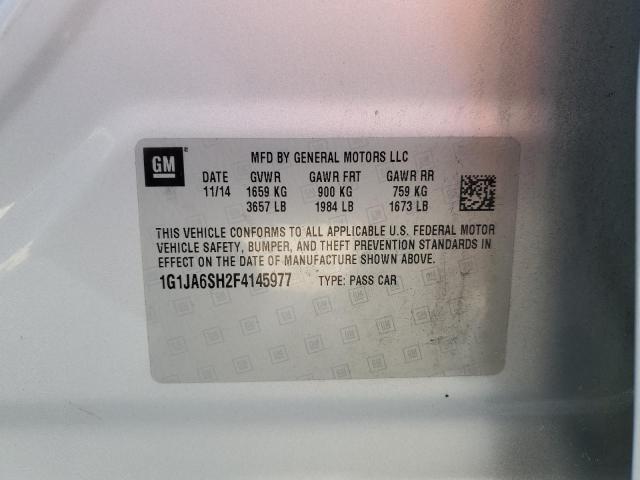 GM
MFD BY GENERAL MOTORS LLC
DATE GVWR GAWR FRT GAWR RR
11/14 1659 KG 900 KG 759 KG
3657 LB 1984 LB 1673 LB
THIS VEHICLE CONFORMS TO ALL APPLICABLE U.S. FEDERAL MOTOR
VEHICLE SAFETY, BUMPER, AND THEFT PREVENTION STANDARDS IN
EFFECT ON THE DATE OF MANUFACTURE SHOWN ABOVE.
1G1JA6SH2F4145977 TYPE: PASS CAR